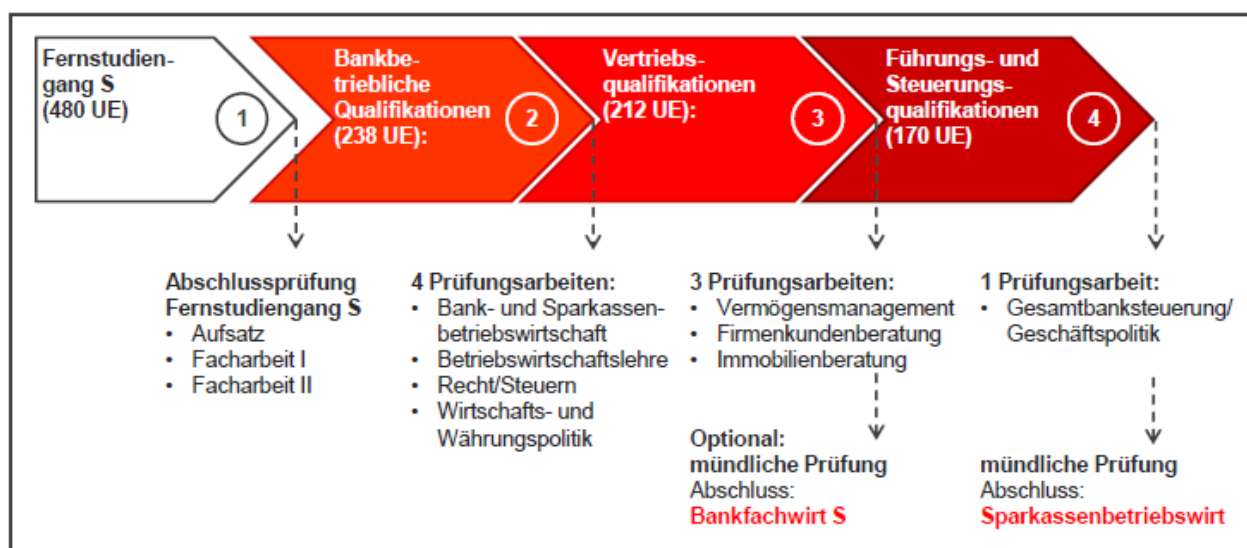 Fernstudien-
gang S
(480 UE)
1
Bankbe-
triebliche
Qualifikationen
(238 UE):
2
Vertriebs-
qualifikationen
(212 UE):
3
Führungs- und
Steuerungs-
qualifikationen
(170 UE)
4
Abschlussprüfung
Fernstudiengang S
• Aufsatz
• Facharbeit I
• Facharbeit II
4 Prüfungsarbeiten:
• Bank- und Sparkassen-
betriebswirtschaft
• Betriebswirtschaftslehre
• Recht/Steuern
• Wirtschafts- und
Währungspolitik
3 Prüfungsarbeiten:
• Vermögensmanagement
• Firmenkundenberatung
• Immobilienberatung
Optional:
mündliche Prüfung
Abschluss:
Bankfachwirt S
1 Prüfungsarbeit:
• Gesamtbanksteuerung/
Geschäftspolitik
mündliche Prüfung
Abschluss:
Sparkassenbetriebswirt